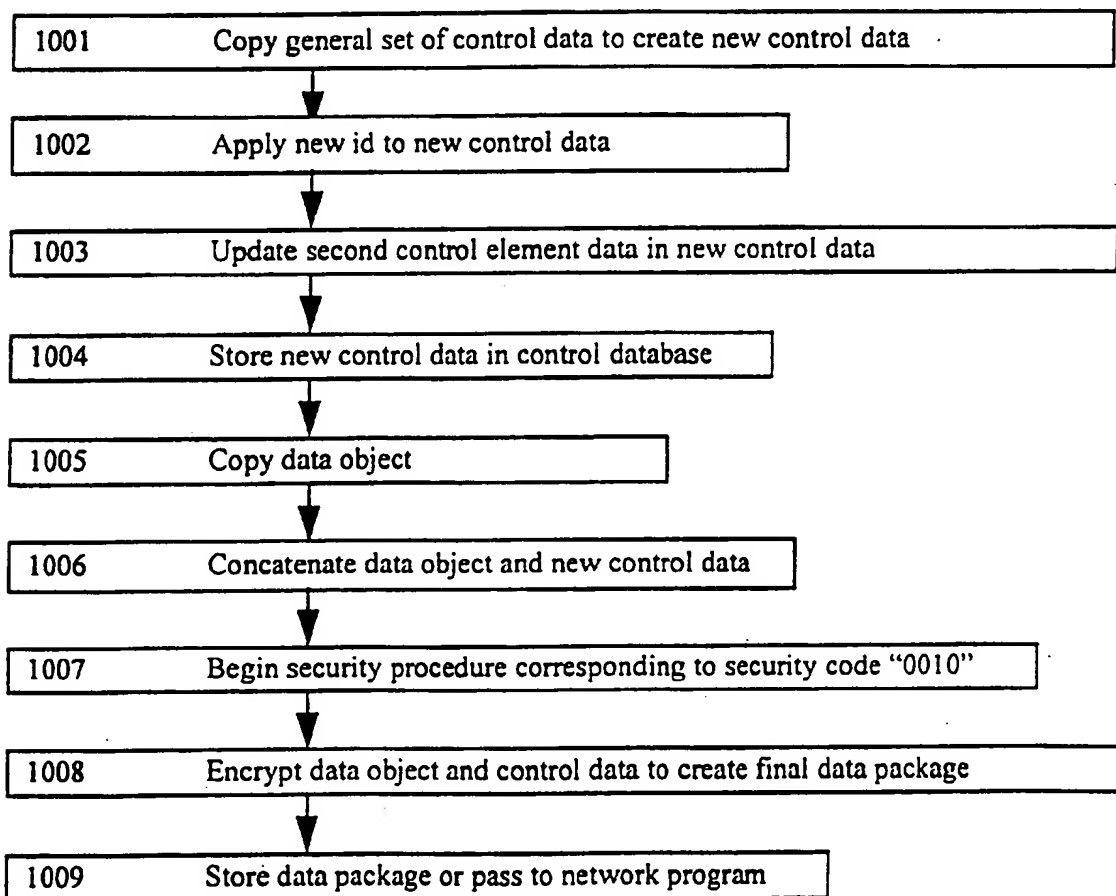 1001 Copy general set of control data to create new control data
1002 Apply new id to new control data
1003 Update second control element data in new control data
1004 Store new control data in control database
1005 Copy data object
1006 Concatenate data object and new control data
1007 Begin security procedure corresponding to security code “0010”
1008 Encrypt data object and control data to create final data package
1009 Store data package or pass to network program